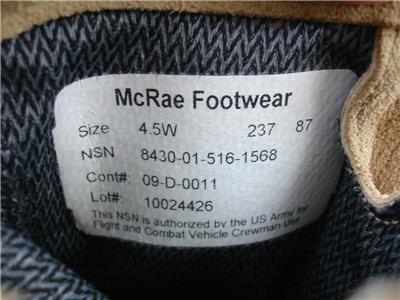 McRae Footwear
Size 4.5W 237 87
NSN 8430-01-516-1568
Cont#: 09-D-0011
Lot#: 10024426
This NSN is authorized by the US Army for
Flight and Combat Vehicle Crewman Use